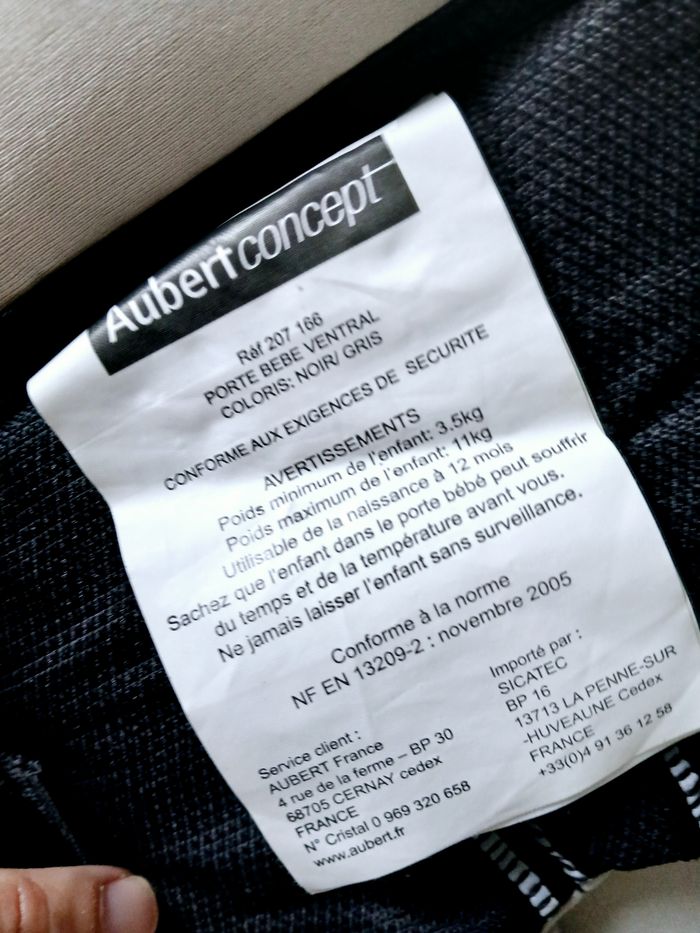 Aubert concept
Réf 207 166
PORTE BEBE VENTRAL
COLORIS: NOIR/ GRIS
CONFORME AUX EXIGENCES DE SECURITE
AVERTISSEMENTS
Poids minimum de l'enfant: 3.5kg
Poids maximum de l'enfant: 11kg
Utilisable de la naissance à 12 mois
Sachez que l'enfant dans le porte bébé peut souffrir
du temps et de la température avant vous.
Ne jamais laisser l'enfant sans surveillance.
Conforme à la norme
NF EN 13209-2 : novembre 2005
Service client :
AUBERT France
4 rue de la ferme – BP 30
68705 CERNAY cedex
FRANCE
N° Cristal 0 969 320 658
www.aubert.fr
Importé par :
SICATEC
BP 16
13713 LA PENNE-SUR
-HUVEAUNE Cedex
FRANCE
+33(0)4 91 36 12 58